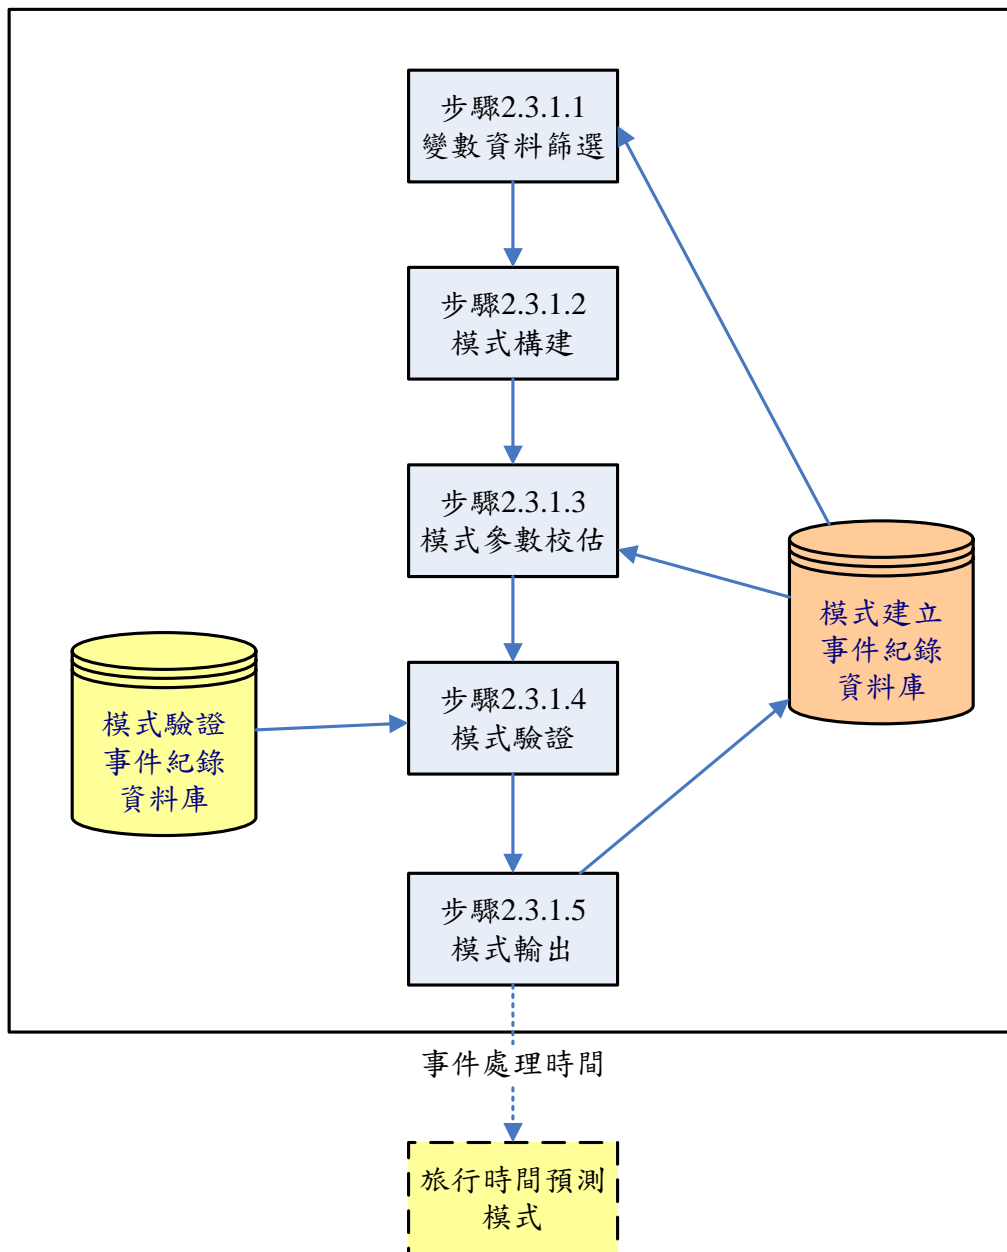 步驟2.3.1.1
變數資料篩選
步驟2.3.1.2
模式構建
步驟2.3.1.3
模式參數校估
模式建立
事件紀錄
資料庫
步驟2.3.1.4
模式驗證
模式驗證
事件紀錄
資料庫
步驟2.3.1.5
模式輸出
事件處理時間
旅行時間預測
模式